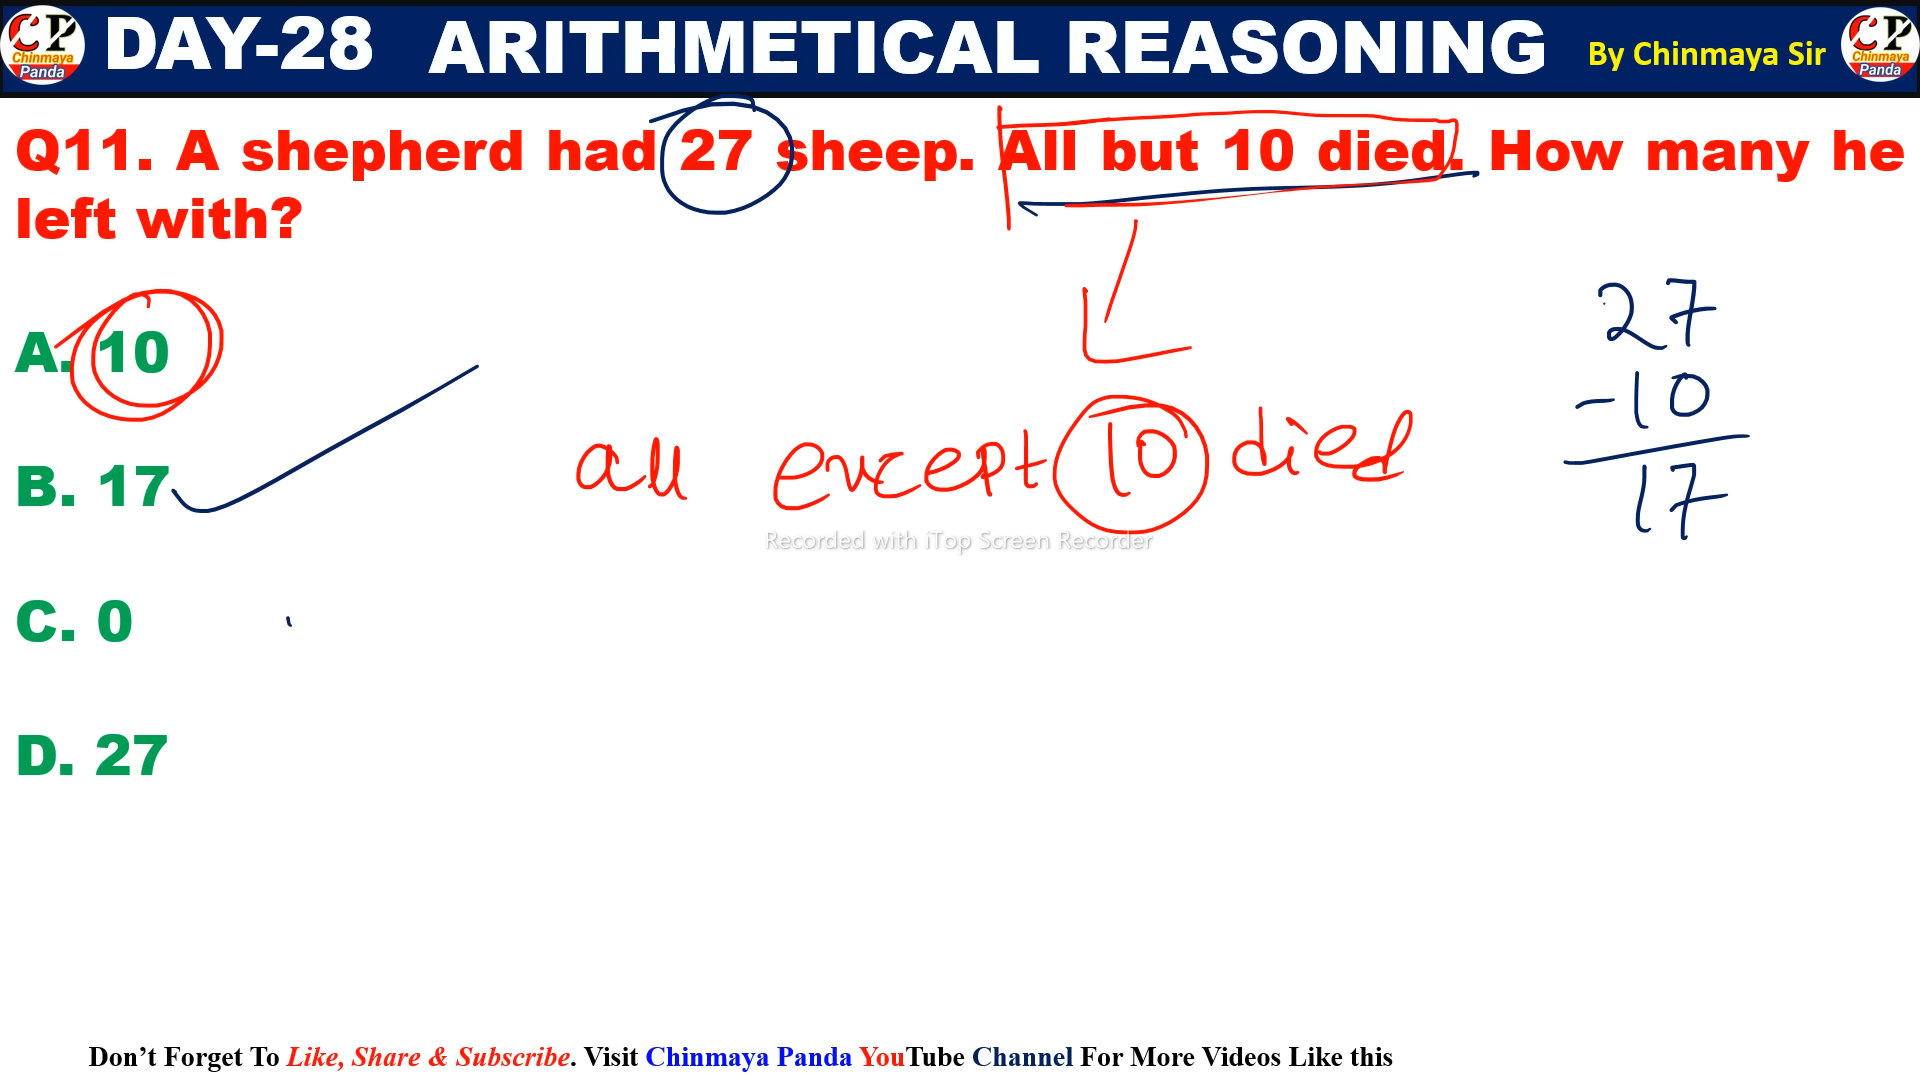 CP Chinmaya Panda DAY-28 ARITHMETICAL REASONING By Chinmaya Sir CP Chinmaya Panda
Q11. A shepherd had 27 sheep. All but 10 died. How many he
left with?
A. 10
B. 17
C. 0
D. 27
all except 10 died
27
-10
17
Recorded with iTop Screen Recorder
Don't Forget To Like, Share & Subscribe. Visit Chinmaya Panda YouTube Channel For More Videos Like this